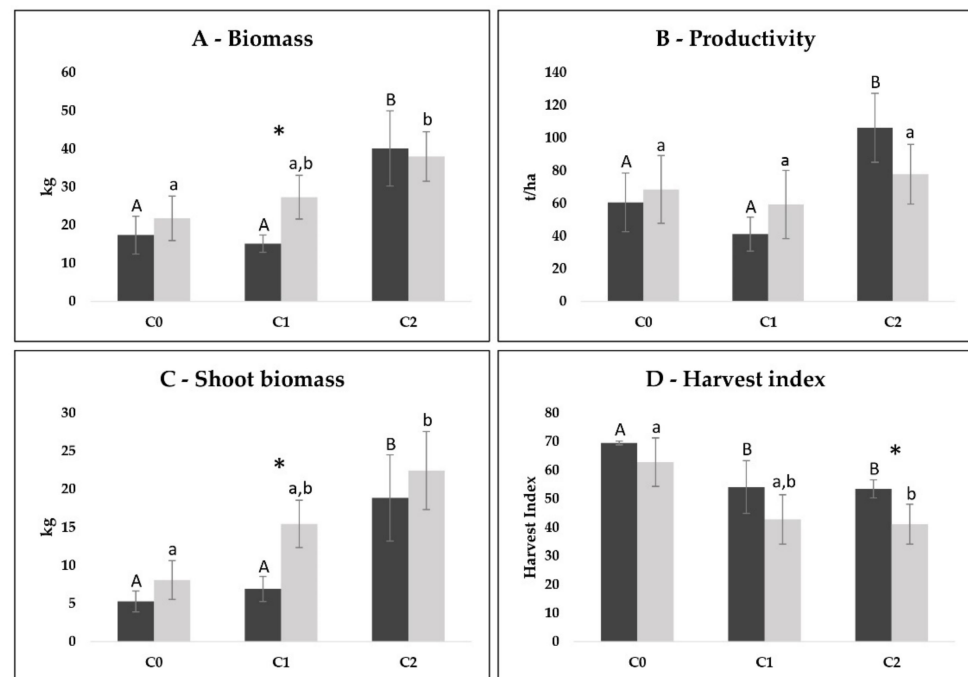 A - Biomass
60
50
40
30
20
10
0
kg
A
a
A
*
a,b
B
b
C0
C1
C2
B - Productivity
140
120
100
80
60
40
20
0
t/ha
A
a
A
a
B
a
C0
C1
C2
C - Shoot biomass
30
25
20
15
10
5
0
kg
A
a
A
*
a,b
B
b
C0
C1
C2
D - Harvest index
80
70
60
50
40
30
20
10
0
Harvest Index
A
a
B
a,b
B
*
b
C0
C1
C2